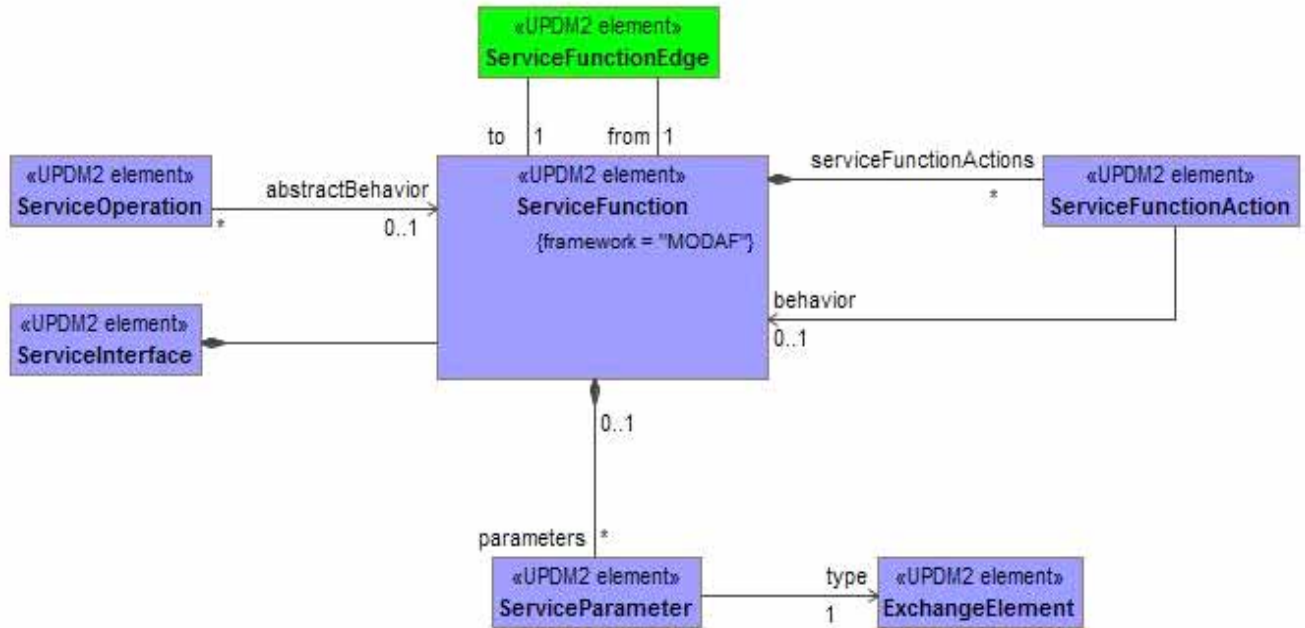 «UPDM2 element»
ServiceFunctionEdge
to
1
from
1
«UPDM2 element»
ServiceOperation
*
abstractBehavior
0..1
«UPDM2 element»
ServiceFunction
{framework = "MODAF"}
serviceFunctionActions
*
«UPDM2 element»
ServiceFunctionAction
«UPDM2 element»
ServiceInterface
behavior
0..1
0..1
parameters
*
«UPDM2 element»
ServiceParameter
type
1
«UPDM2 element»
ExchangeElement